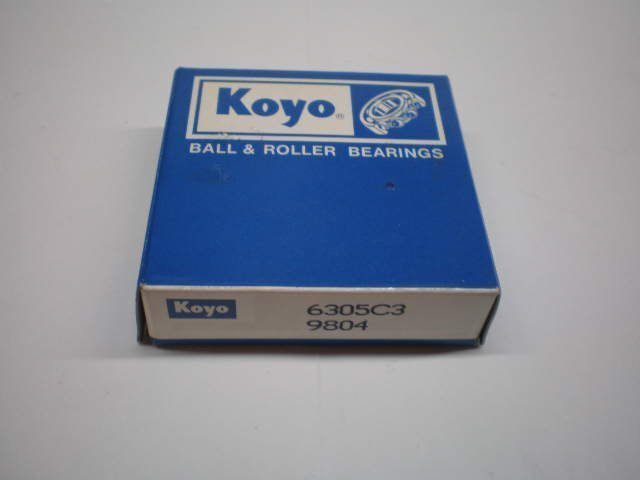 Koyo®
BALL & ROLLER BEARINGS
Koyo
6305C3
9804